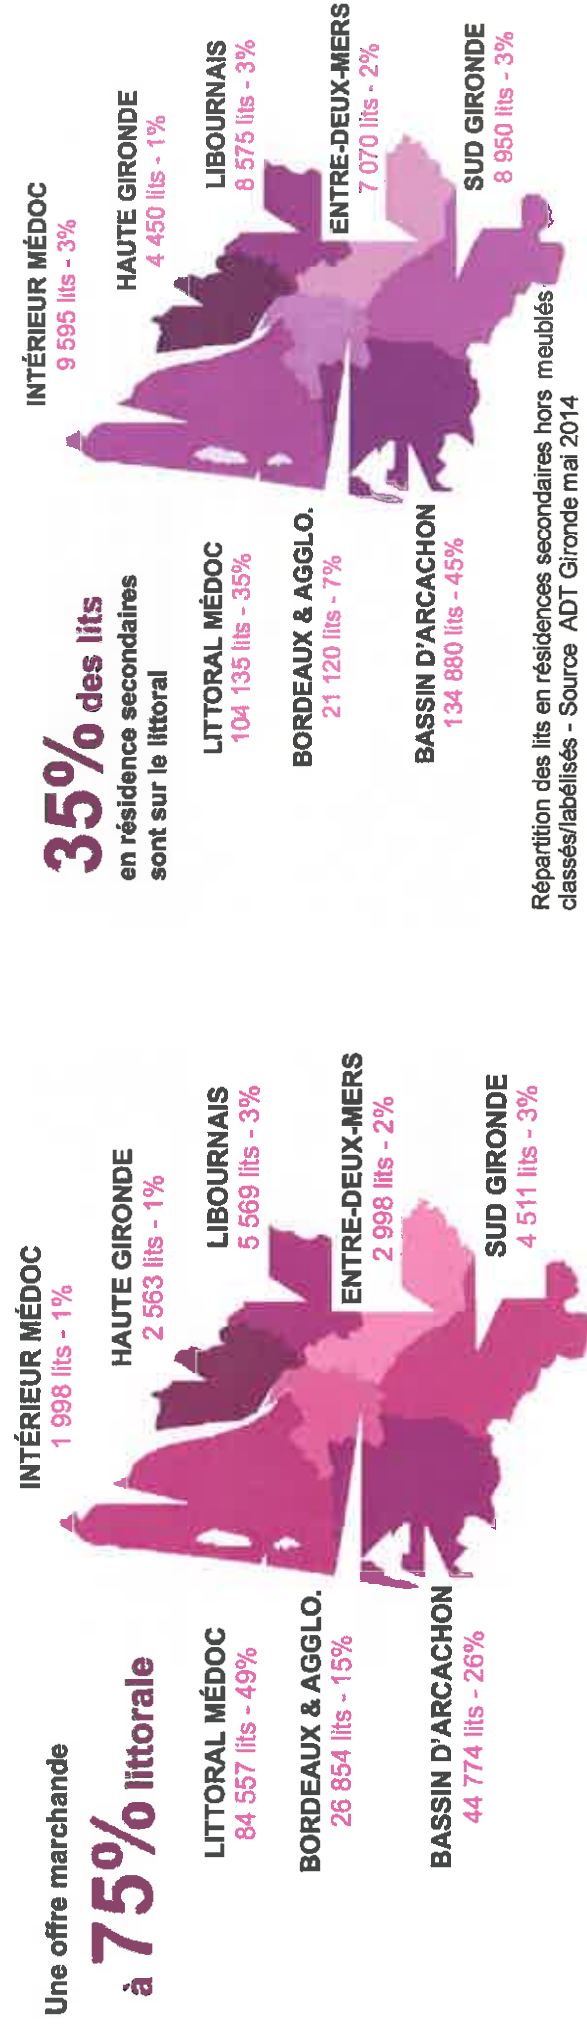 Une offre marchande
à 75% littorale
INTÉRIEUR MÉDOC
1 998 lits - 1%
HAUTE GIRONDE
2 563 lits - 1%
LIBOURNAIS
5 569 lits - 3%
ENTRE-DEUX-MERS
2 998 lits - 2%
SUD GIRONDE
4 511 lits - 3%
LITTORAL MÉDOC
84 557 lits - 49%
BORDEAUX & AGGLO.
26 854 lits - 15%
BASSIN D'ARCACHON
44 774 lits - 26%
35% des lits
en résidence secondaires
sont sur le littoral
INTÉRIEUR MÉDOC
9 595 lits - 3%
HAUTE GIRONDE
4 450 lits - 1%
LIBOURNAIS
8 575 lits - 3%
ENTRE-DEUX-MERS
7 070 lits - 2%
SUD GIRONDE
8 950 lits - 3%
LITTORAL MÉDOC
104 135 lits - 35%
BORDEAUX & AGGLO.
21 120 lits - 7%
BASSIN D'ARCACHON
134 880 lits - 45%
Répartition des lits en résidences secondaires hors meublés
classés/labélisés - Source ADT Gironde mai 2014